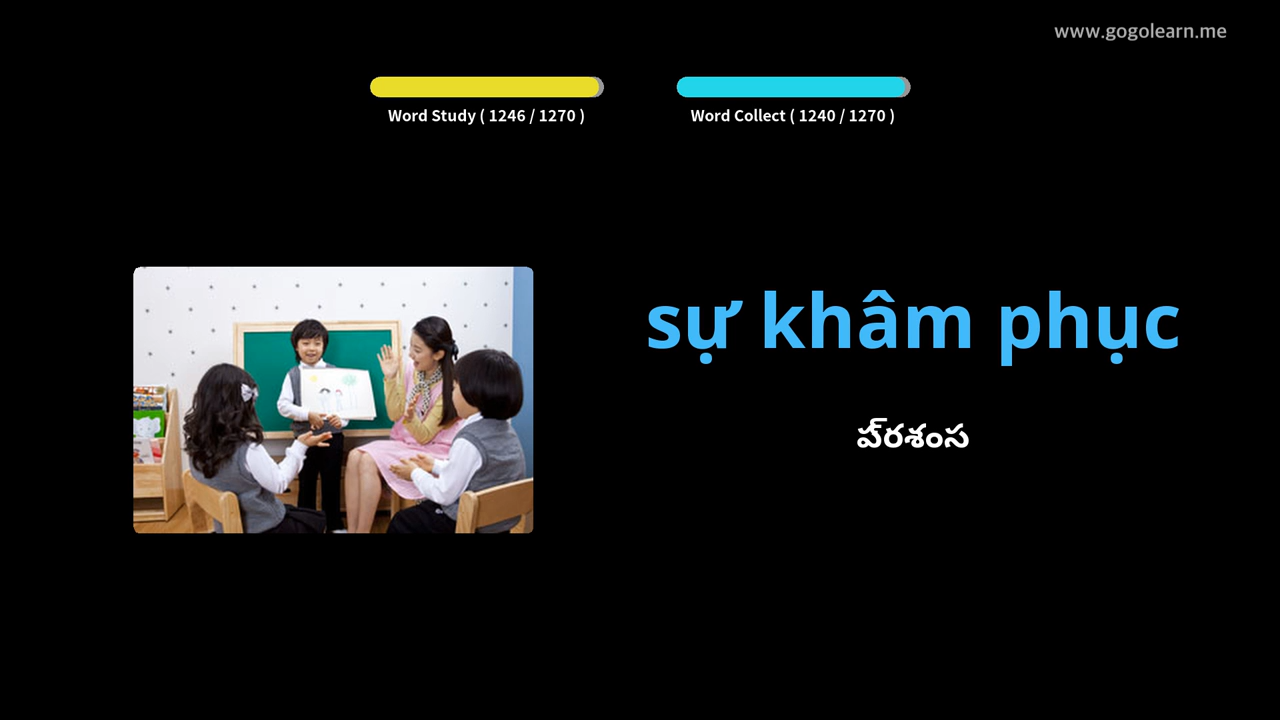 www.gogolearn.me
Word Study ( 1246 / 1270 )
Word Collect ( 1240 / 1270 )
sự khâm phục
ప్రశంస